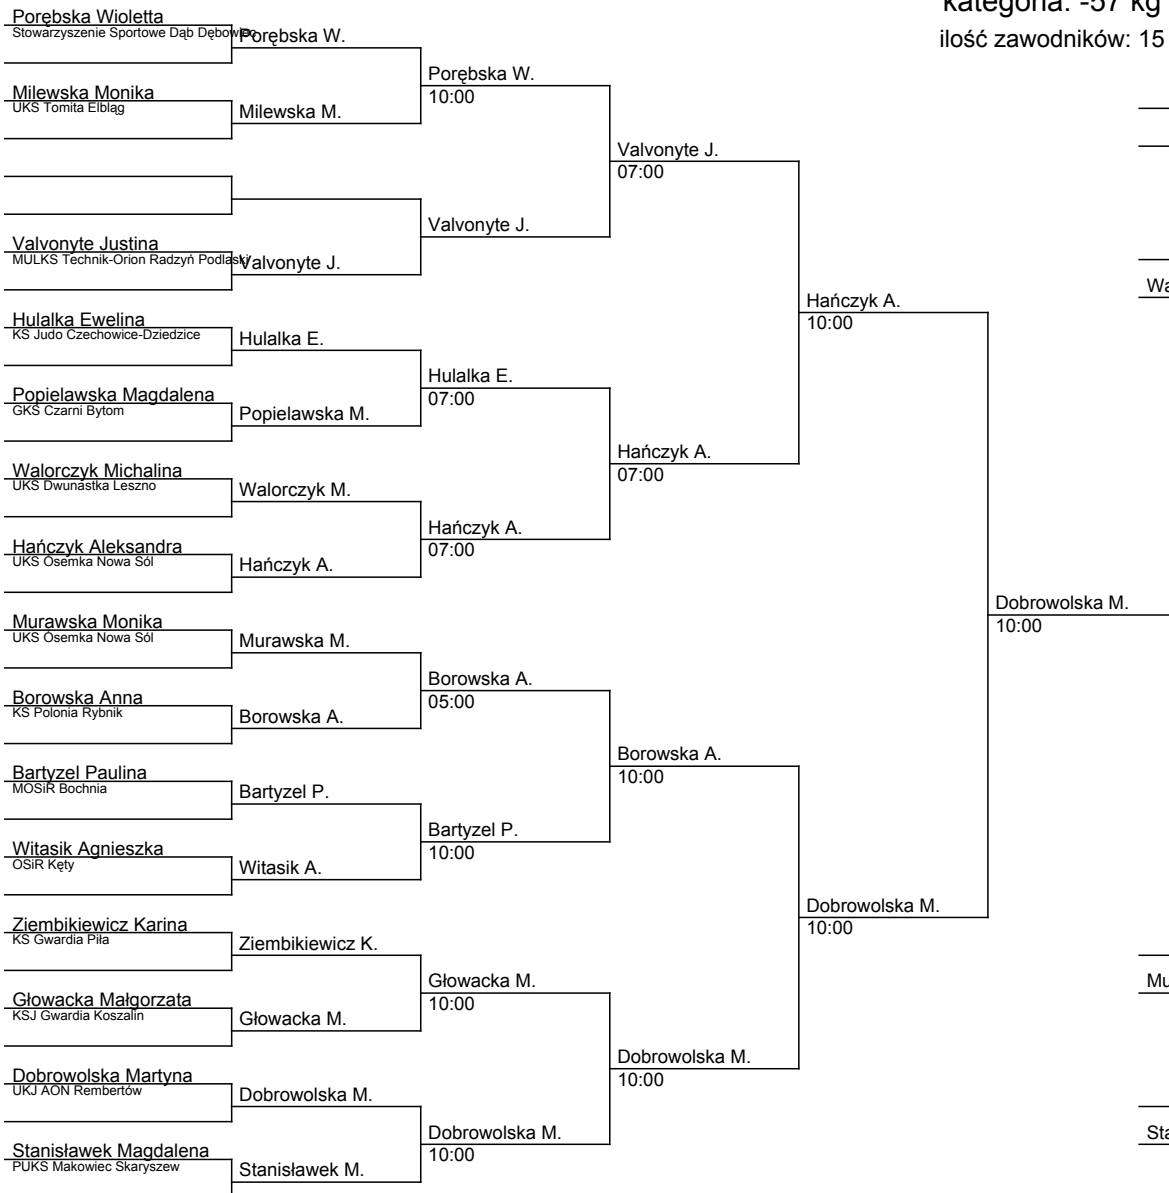 kategoria: -57 kg
ilość zawodników: 15
Porębska Wioletta
Stowarzyszenie Sportowe Dąb Dębowiec
Porębska W.
Porębska W.
10:00
Milewska Monika
UKS Tomita Elbląg
Milewska M.
Valvonyte J.
07:00
Valvonyte J.
Valvonyte Justina
MULKS Technik-Orion Radzyń Podlaski
Valvonyte J.
Hańczyk A.
10:00
Hulalka Ewelina
KS Judo Czechowice-Dziedzice
Hulalka E.
Hulalka E.
07:00
Popielawska Magdalena
GKS Czarni Bytom
Popielawska M.
Hańczyk A.
07:00
Walorczyk Michalina
UKS Dwunastka Leszno
Walorczyk M.
Hańczyk A.
07:00
Hańczyk Aleksandra
UKS Ósemka Nowa Sól
Hańczyk A.
Dobrowolska M.
10:00
Murawska Monika
UKS Ósemka Nowa Sól
Murawska M.
Borowska A.
05:00
Borowska Anna
KS Polonia Rybnik
Borowska A.
Borowska A.
10:00
Bartyzel Paulina
MOSiR Bochnia
Bartyzel P.
Bartyzel P.
10:00
Witasik Agnieszka
OSiR Kęty
Witasik A.
Dobrowolska M.
10:00
Ziembikiewicz Karina
KS Gwardia Piła
Ziembikiewicz K.
Głowacka M.
10:00
Głowacka Małgorzata
KSJ Gwardia Koszalin
Głowacka M.
Dobrowolska M.
10:00
Dobrowolska Martyna
UKJ AON Rembertów
Dobrowolska M.
Dobrowolska M.
10:00
Stanisławek Magdalena
PUKS Makowiec Skaryszew
Stanisławek M.